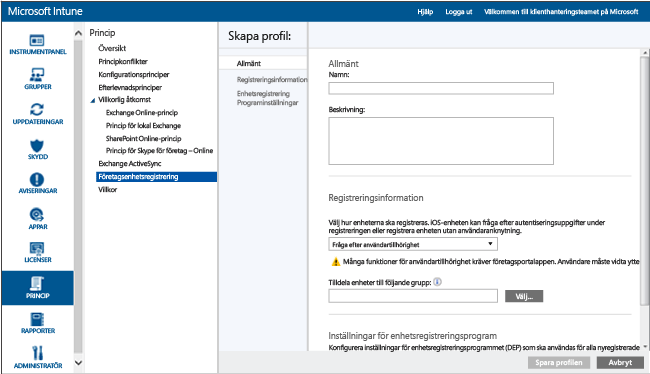 Microsoft Intune
Hjälp
Logga ut
Välkommen till klienthanteringsteamet på Microsoft
INSTRUMENTPANEL
GRUPPER
UPPDATERINGAR
SKYDD
AVISERINGAR
APPAR
LICENSER
PRINCIP
RAPPORTER
ADMINISTRATÖR
Princip
Översikt
Principkonflikter
Konfigurationsprinciper
Efterlevnadsprinciper
Villkorlig åtkomst
Exchange Online-princip
Princip för lokal Exchange
SharePoint Online-princip
Princip för Skype för företag – Online
Exchange ActiveSync
Företagsenhetsregistrering
Villkor
Skapa profil:
Allmänt
Registreringsinformation
Enhetsregistrering
Programinställningar
Allmänt
Namn:
Beskrivning:
Registreringsinformation
Välj hur enheterna ska registreras. iOS-enheten kan fråga efter autentiseringsuppgifter under
registreringen eller registrera enheten utan användaranknytning.
Fråga efter användartillhörighet
Många funktioner för användartillhörighet kräver företagsportalappen. Användare måste vidta ytte
Tilldela enheter till följande grupp:
Välj...
Inställningar för enhetsregistreringsprogram
Konfigurera inställningar för enhetsregistreringsprogrammet (DEP) som ska användas för alla nyregistrerade
Spara profilen
Avbryt